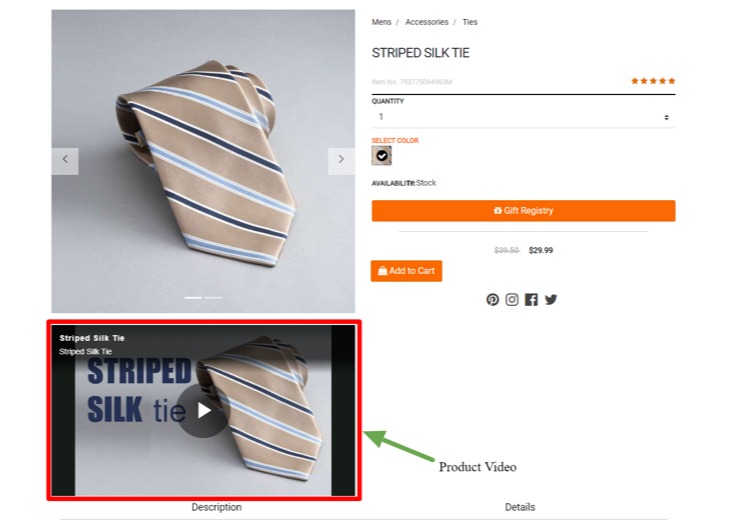 Mens / Accessories / Ties
STRIPED SILK TIE
Item No. 793775064963M
QUANTITY
1
SELECT COLOR
AVAILABILITY: In Stock
Gift Registry
$39.50 $29.99
Add to Cart
Striped Silk Tie
Striped Silk Tie
STRIPED
SILK tie
Product Video
Description
Details